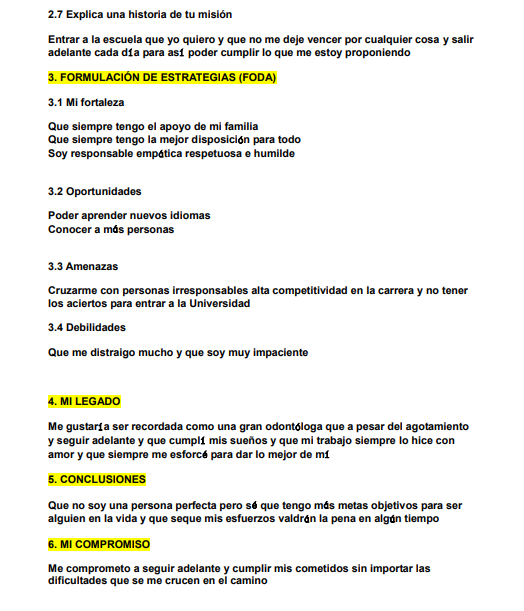 2.7 Explica una historia de tu misión
Entrar a la escuela que yo quiero y que no me deje vencer por cualquier cosa y salir
adelante cada día para así poder cumplir lo que me estoy proponiendo
3. FORMULACIÓN DE ESTRATEGIAS (FODA)
3.1 Mi fortaleza
Que siempre tengo el apoyo de mi familia
Que siempre tengo la mejor disposición para todo
Soy responsable empática respetuosa e humilde
3.2 Oportunidades
Poder aprender nuevos idiomas
Conocer a más personas
3.3 Amenazas
Cruzarme con personas irresponsables alta competitividad en la carrera y no tener
los aciertos para entrar a la Universidad
3.4 Debilidades
Que me distraigo mucho y que soy muy impaciente
4. MI LEGADO
Me gustaría ser recordada como una gran odontóloga que a pesar del agotamiento
y seguir adelante y que cumplí mis sueños y que mi trabajo siempre lo hice con
amor y que siempre me esforcé para dar lo mejor de mí
5. CONCLUSIONES
Que no soy una persona perfecta pero sé que tengo más metas objetivos para ser
alguien en la vida y que seque mis esfuerzos valdrán la pena en algún tiempo
6. MI COMPROMISO
Me comprometo a seguir adelante y cumplir mis cometidos sin importar las
dificultades que se me crucen en el camino